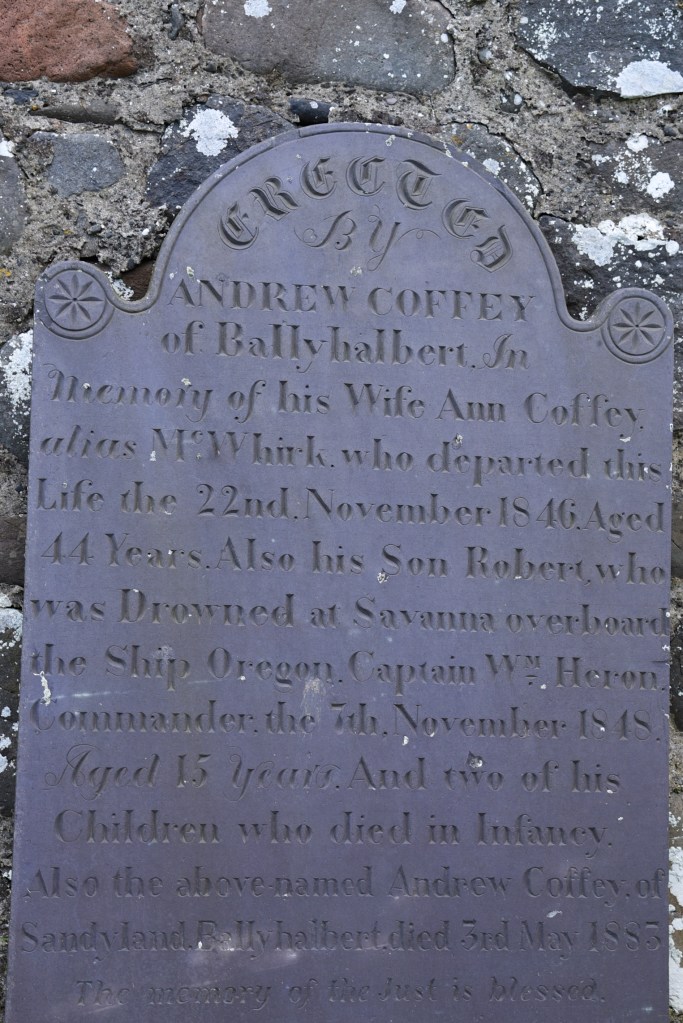 ERECTED
BY
ANDREW COFFEY
of Ballyhalbert. In
Memory of his Wife Ann Coffey.
alias McWhirk. who departed this
Life the 22nd. November 1846. Aged
44 Years. Also his Son Robert, who
was Drowned at Savanna overboard
the Ship Oregon. Captain Wm. Heron.
Commander. the 7th, November 1848.
Aged 15 Years. And two of his
Children who died in Infancy.
Also the above-named Andrew Coffey. of
Sandyland. Ballyhalbert. died 3rd May 1883
The memory of the Just is blessed.